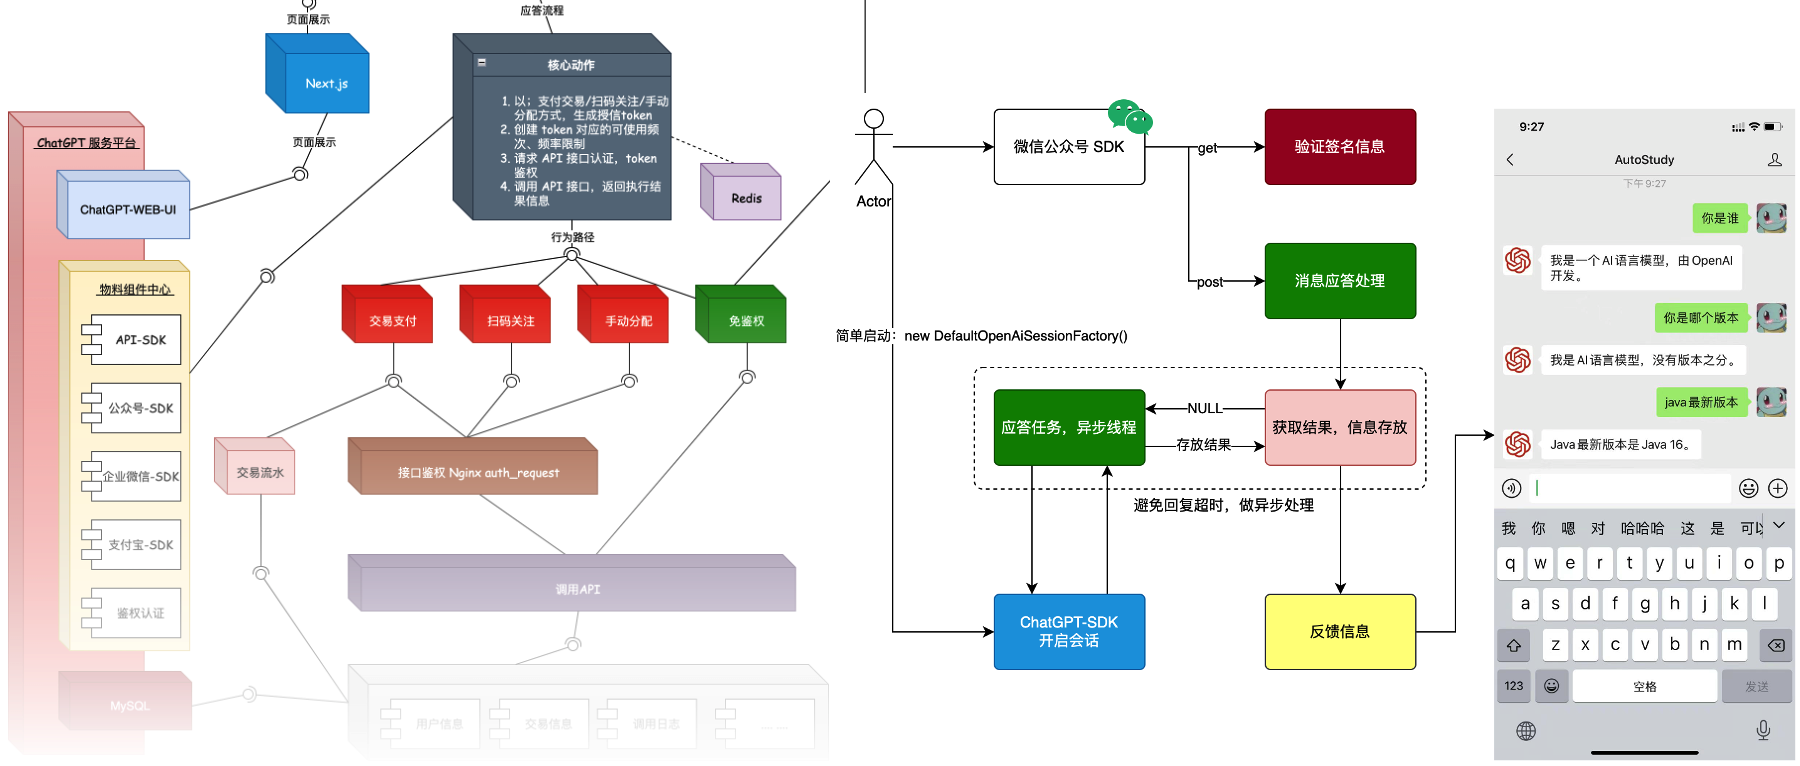 页面展示
Next.js
页面展示
ChatGPT 服务平台
ChatGPT-WEB-UI
物料组件中心
API-SDK
公众号-SDK
企业微信-SDK
支付宝-SDK
鉴权认证
MySQL
应答流程
核心动作
1. 以；支付交易/扫码关注/手动
分配方式，生成授信token
2. 创建 token 对应的可使用频
次、频率限制
3. 请求 API 接口认证，token
鉴权
4. 调用 API 接口，返回执行结
果信息
Redis
行为路径
交易支付
扫码关注
手动分配
免鉴权
交易流水
接口鉴权 Nginx auth_request
调用API
用户信息
交易信息
调用日志
... ...
Actor
微信公众号 SDK
get
验证签名信息
post
消息应答处理
简单启动：new DefaultOpenAiSessionFactory()
应答任务，异步线程
NULL
存放结果
获取结果，信息存放
避免回复超时，做异步处理
ChatGPT-SDK
开启会话
反馈信息
9:27
AutoStudy
下午 9:27
你是谁
我是一个 AI 语言模型，由 OpenAI
开发。
你是哪个版本
我是 AI 语言模型，没有版本之分。
java 最新版本
Java 最新版本是 Java 16。
我 你 嗯 对 哈哈哈 这 是 可以
q w e r t y u i o p
a s d f g h j k l
z x c v b n m
123 空格 发送